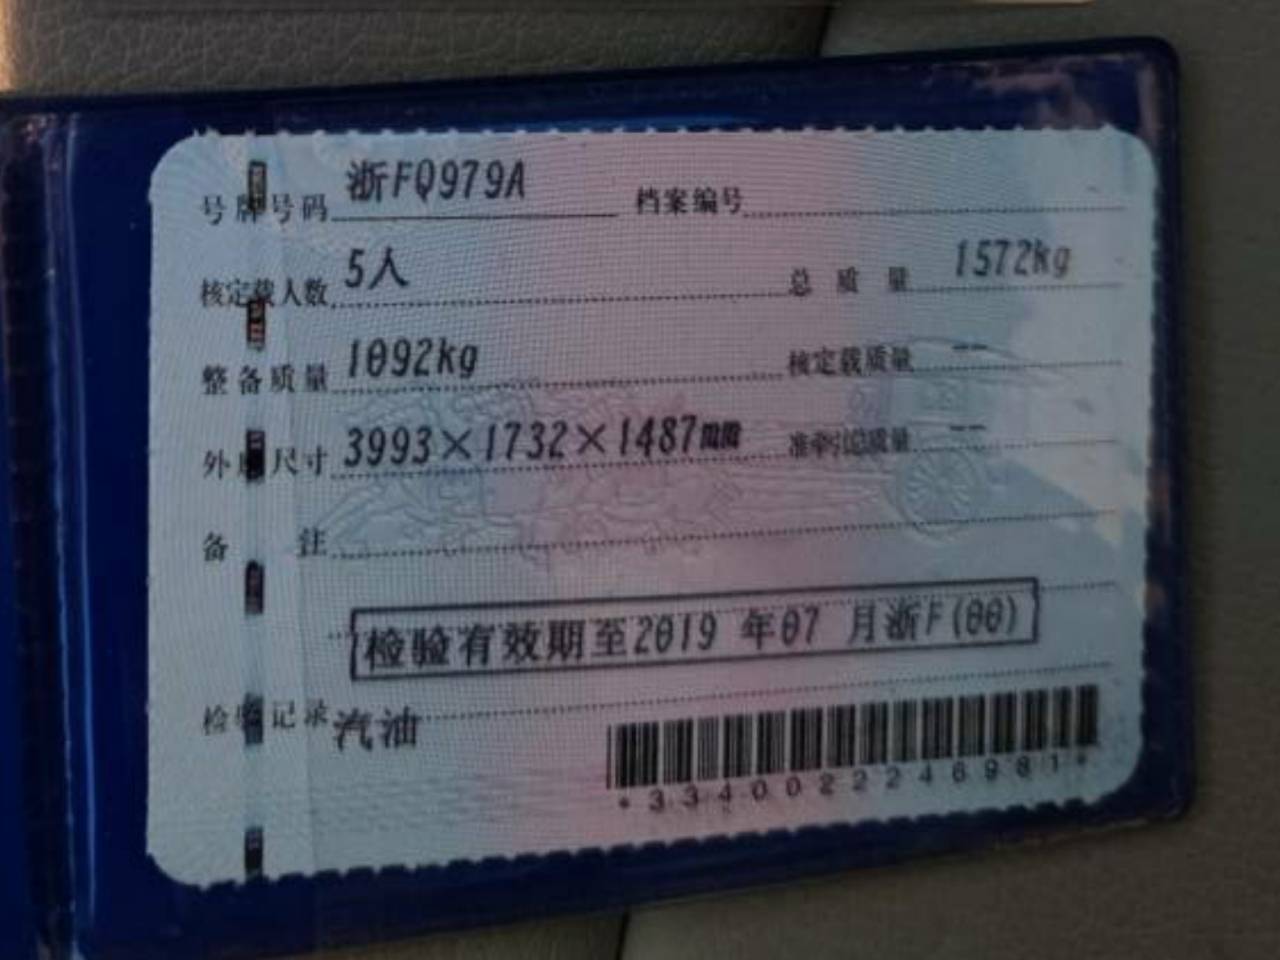 号牌号码 浙FQ979A 档案编号
核定载人数 5人 总质量 1572kg
整备质量 1092kg 核定载质量 --
外廓尺寸 3993×1732×1487mm 准牵引总质量 --
备注
检验有效期至2019 年07 月浙F(00)
检验记录 汽油
*3340022246981*